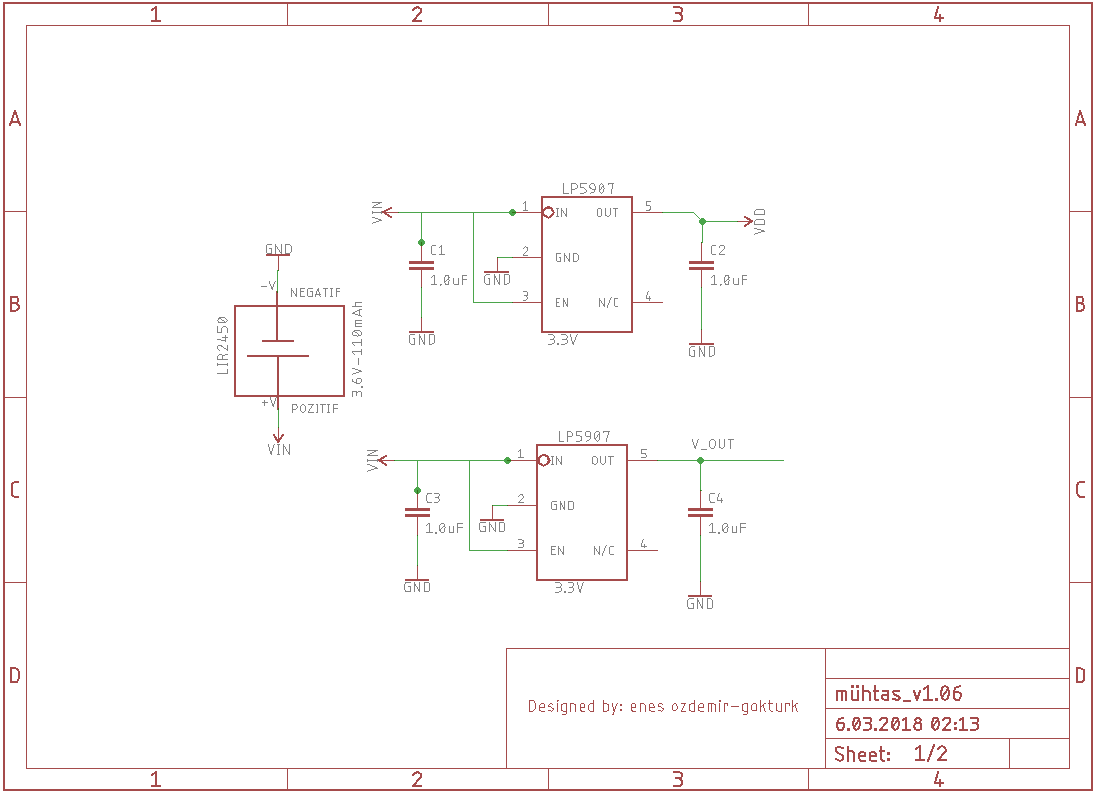 1 2 3 4
A A
LP5907
VIN 1 IN OUT 5 VDD
C1 1.0uF GND
2 GND GND
3 EN N/C 4
3.3V
C2 1.0uF GND
B B
GND
-V NEGATIF
LIR2450 3.6V-110mAh
+V POZITIF
VIN
LP5907
VIN 1 IN OUT 5 V_OUT
C3 1.0uF GND
2 GND GND
3 EN N/C 4
3.3V
C4 1.0uF GND
C C
D D
Designed by: enes ozdemir-gakturk
mühtas_v1.06
6.03.2018 02:13
Sheet: 1/2
1 2 3 4